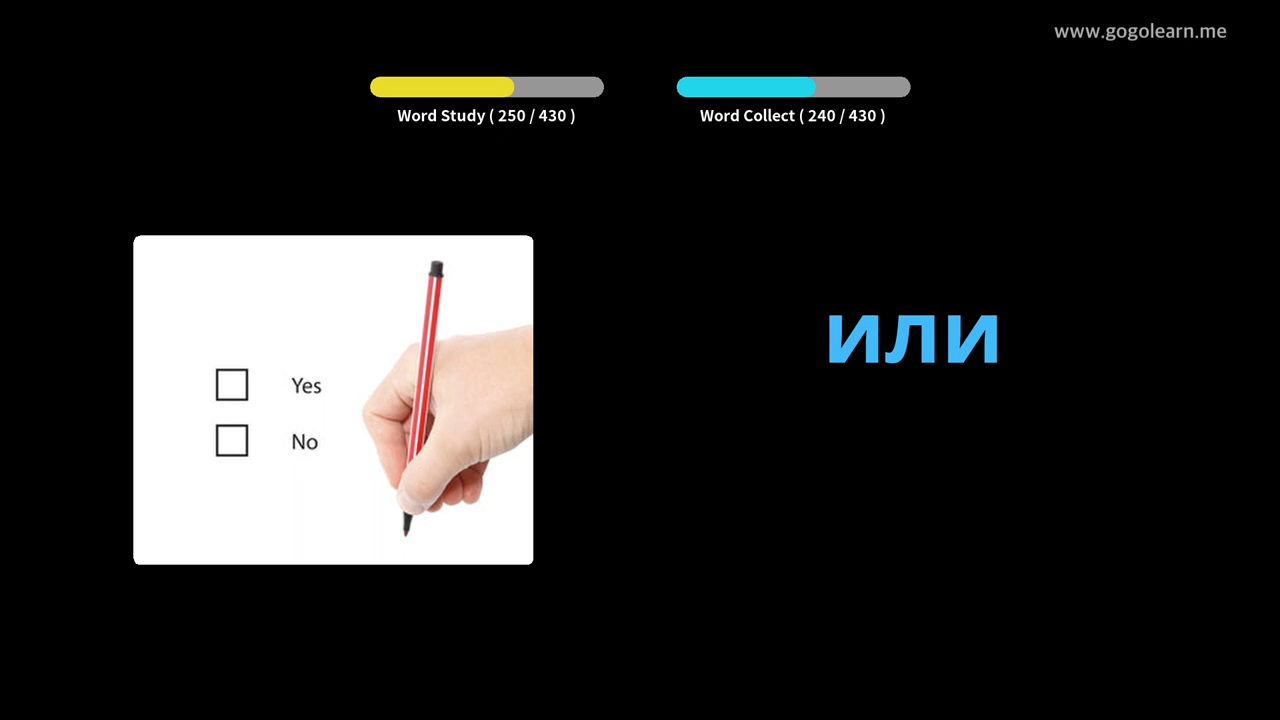 www.gogolearn.me
Word Study ( 250 / 430 )
Word Collect ( 240 / 430 )
Yes
No
или